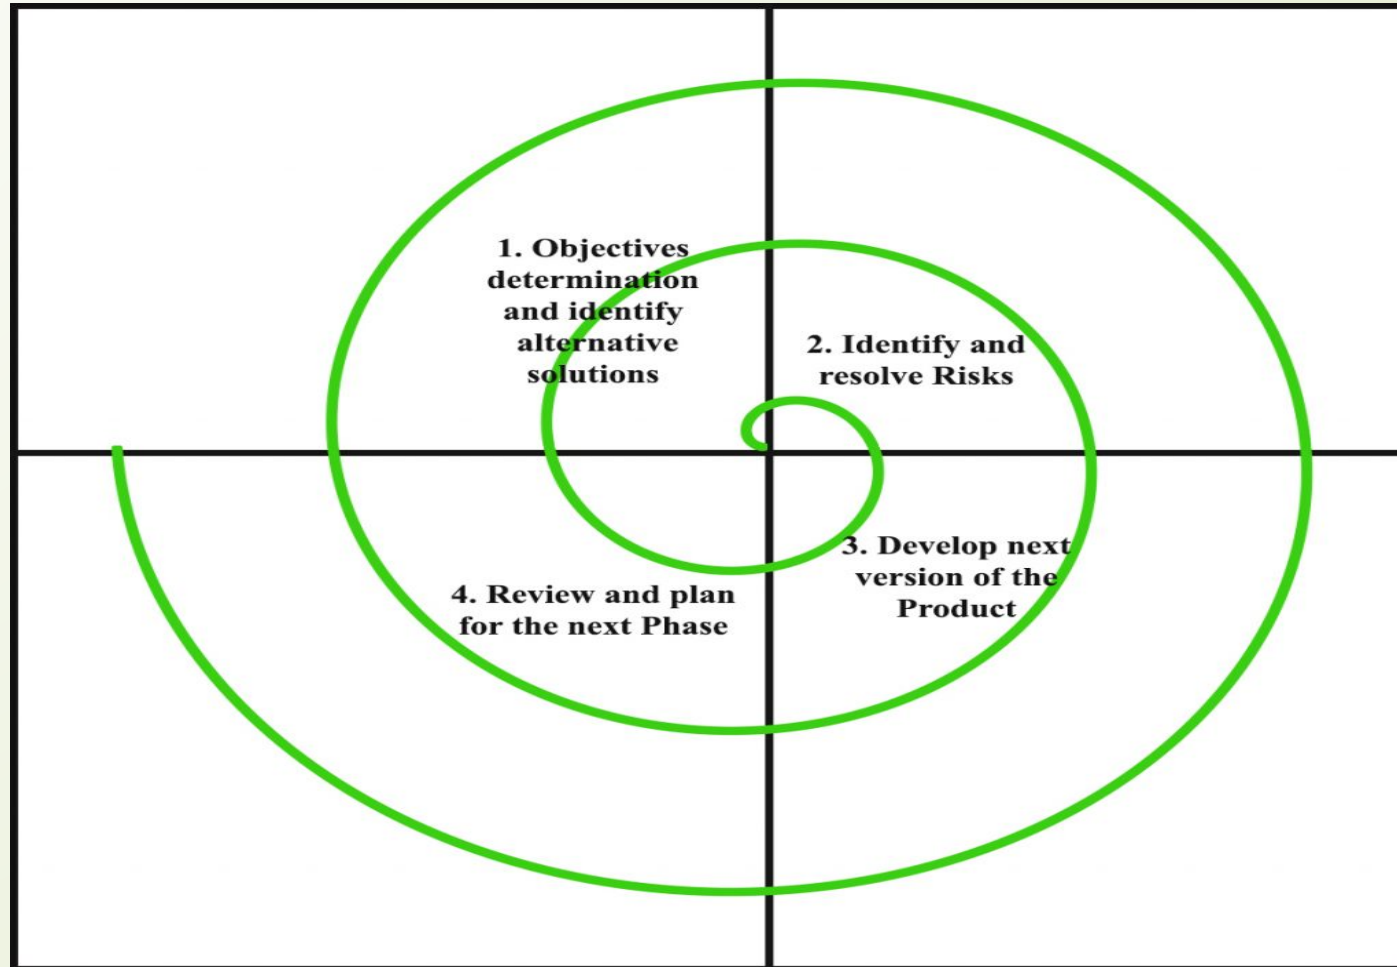 1. Objectives
determination
and identify
alternative
solutions
2. Identify and
resolve Risks
3. Develop next
version of the
Product
4. Review and plan
for the next Phase